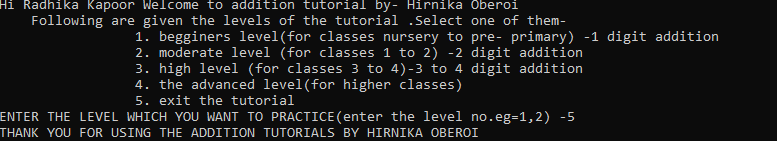 Hi Radhika Kapoor Welcome to addition tutorial by- Hirnika Oberoi
Following are given the levels of the tutorial .Select one of them-
1. begginers level(for classes nursery to pre- primary) -1 digit addition
2. moderate level (for classes 1 to 2) -2 digit addition
3. high level (for classes 3 to 4)-3 to 4 digit addition
4. the advanced level(for higher classes)
5. exit the tutorial
ENTER THE LEVEL WHICH YOU WANT TO PRACTICE(enter the level no.eg=1,2) -5
THANK YOU FOR USING THE ADDITION TUTORIALS BY HIRNIKA OBEROI